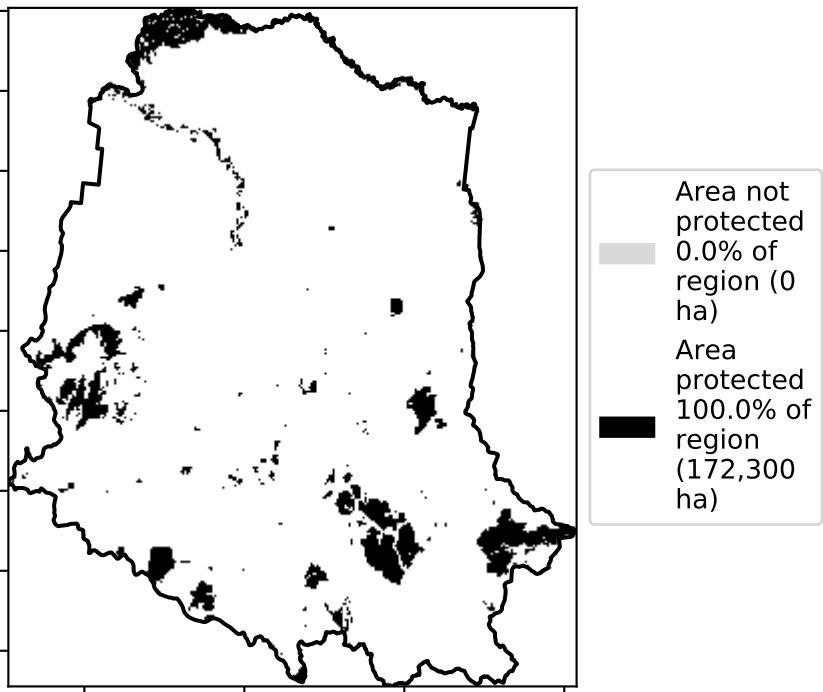 Area not
protected
0.0% of
region (0
ha)
Area
protected
100.0% of
region
(172,300
ha)